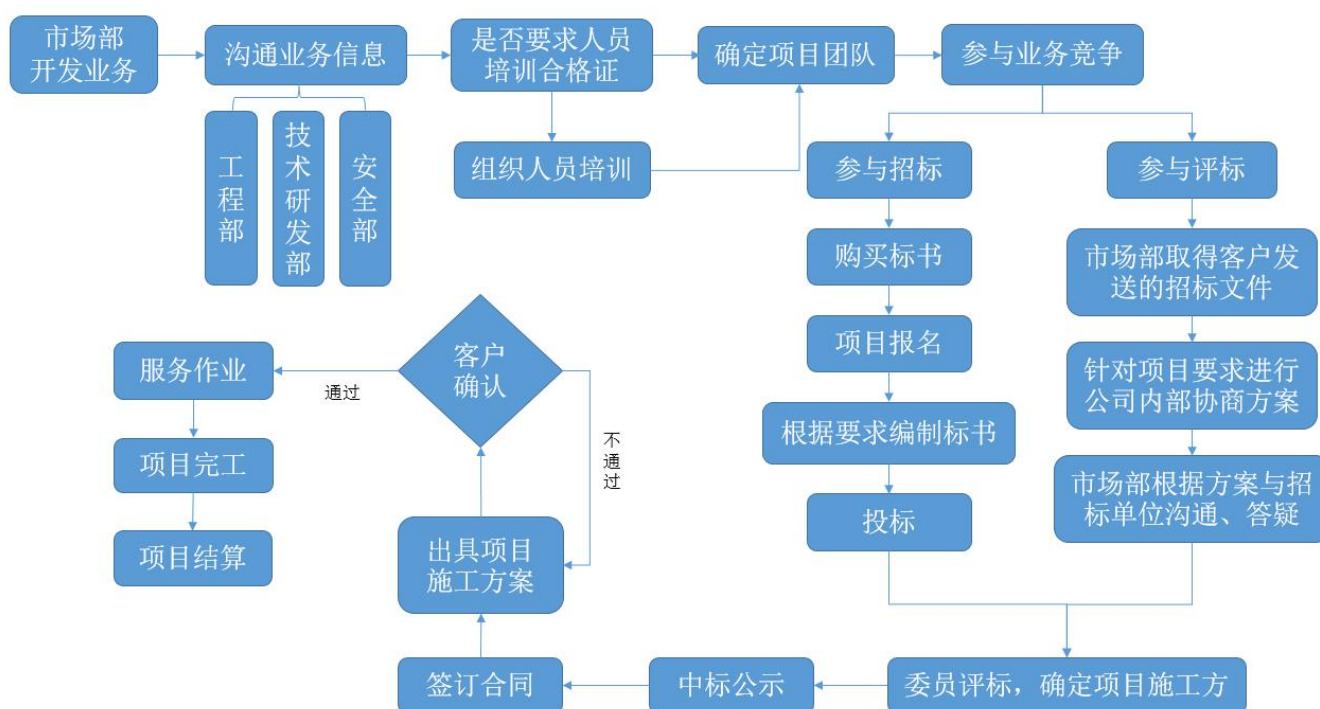 市场部
开发业务
沟通业务信息
是否要求人员
培训合格证
确定项目团队
参与业务竞争
工程部
技术研发部
安全部
组织人员培训
参与招标
参与评标
购买标书
市场部取得客户发
送的招标文件
项目报名
针对项目要求进行
公司内部协商方案
根据要求编制标书
市场部根据方案与招
标单位沟通、答疑
投标
委员评标，确定项目施工方
中标公示
签订合同
出具项目
施工方案
客户
确认
不通过
通过
服务作业
项目完工
项目结算